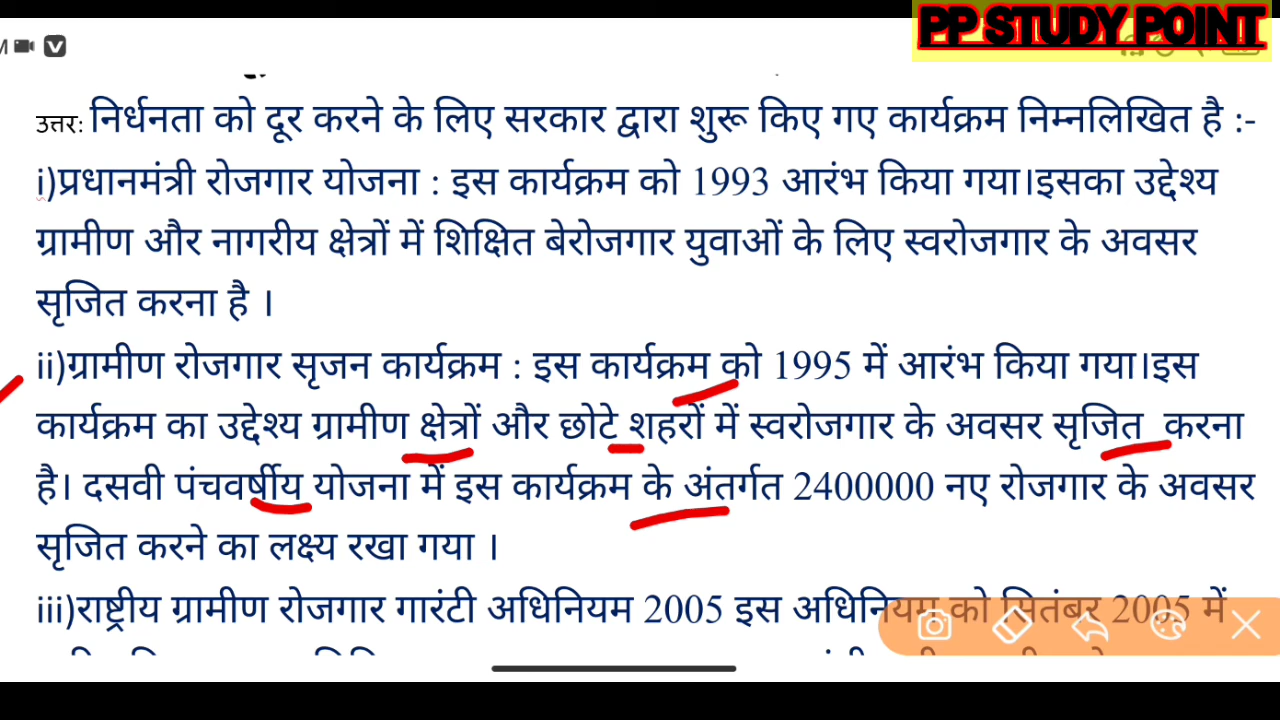 PP STUDY POINT
उत्तर: निर्धनता को दूर करने के लिए सरकार द्वारा शुरू किए गए कार्यक्रम निम्नलिखित है :-
i)प्रधानमंत्री रोजगार योजना : इस कार्यक्रम को 1993 आरंभ किया गया।इसका उद्देश्य
ग्रामीण और नागरीय क्षेत्रों में शिक्षित बेरोजगार युवाओं के लिए स्वरोजगार के अवसर
सृजित करना है ।
ii)ग्रामीण रोजगार सृजन कार्यक्रम : इस कार्यक्रम को 1995 में आरंभ किया गया।इस
कार्यक्रम का उद्देश्य ग्रामीण क्षेत्रों और छोटे शहरों में स्वरोजगार के अवसर सृजित करना
है। दसवी पंचवर्षीय योजना में इस कार्यक्रम के अंतर्गत 2400000 नए रोजगार के अवसर
सृजित करने का लक्ष्य रखा गया ।
iii)राष्ट्रीय ग्रामीण रोजगार गारंटी अधिनियम 2005 इस अधिनियम को सितंबर 2005 में